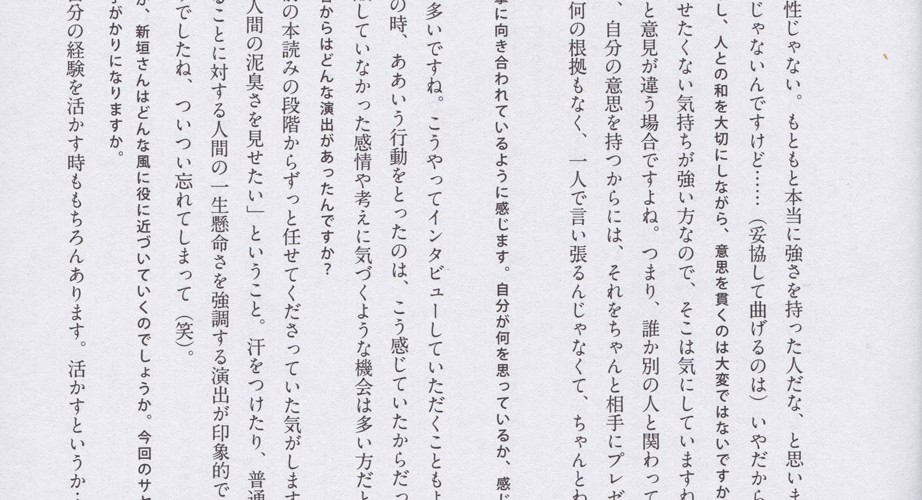 性じゃない。もともと本当に強さを持った人だな、と思いま
じゃないんですけど……（妥協して曲げるのは）いやだから
し、人との和を大切にしながら、意思を貫くのは大変ではないですか
せたくない気持ちが強い方なので、そこは気にしていますね
と意見が違う場合ですよね。つまり、誰か別の人と関わって
、自分の意思を持つからには、それをちゃんと相手にプレゼ
何の根拠もなく、一人で言い張るんじゃなくて、ちゃんとわ
に向き合われているように感じます。自分が何を思っているか、感じ
多いですね。こうやってインタビューしていただくこともよ
の時、ああいう行動をとったのは、こう感じていたからだっ
していなかった感情や考えに気づくような機会は多い方だと
からはどんな演出があったんですか？
の本読みの段階からずっと任せてくださっていた気がします
人間の泥臭さを見せたい」ということ。汗をつけたり、普通
ることに対する人間の一生懸命さを強調する演出が印象的で
でしたね、ついつい忘れてしまって（笑）。
か、新垣さんはどんな風に役に近づいていくのでしょうか。今回のサヤ
がかりになりますか。
分の経験を活かす時ももちろんあります。活かすというか…